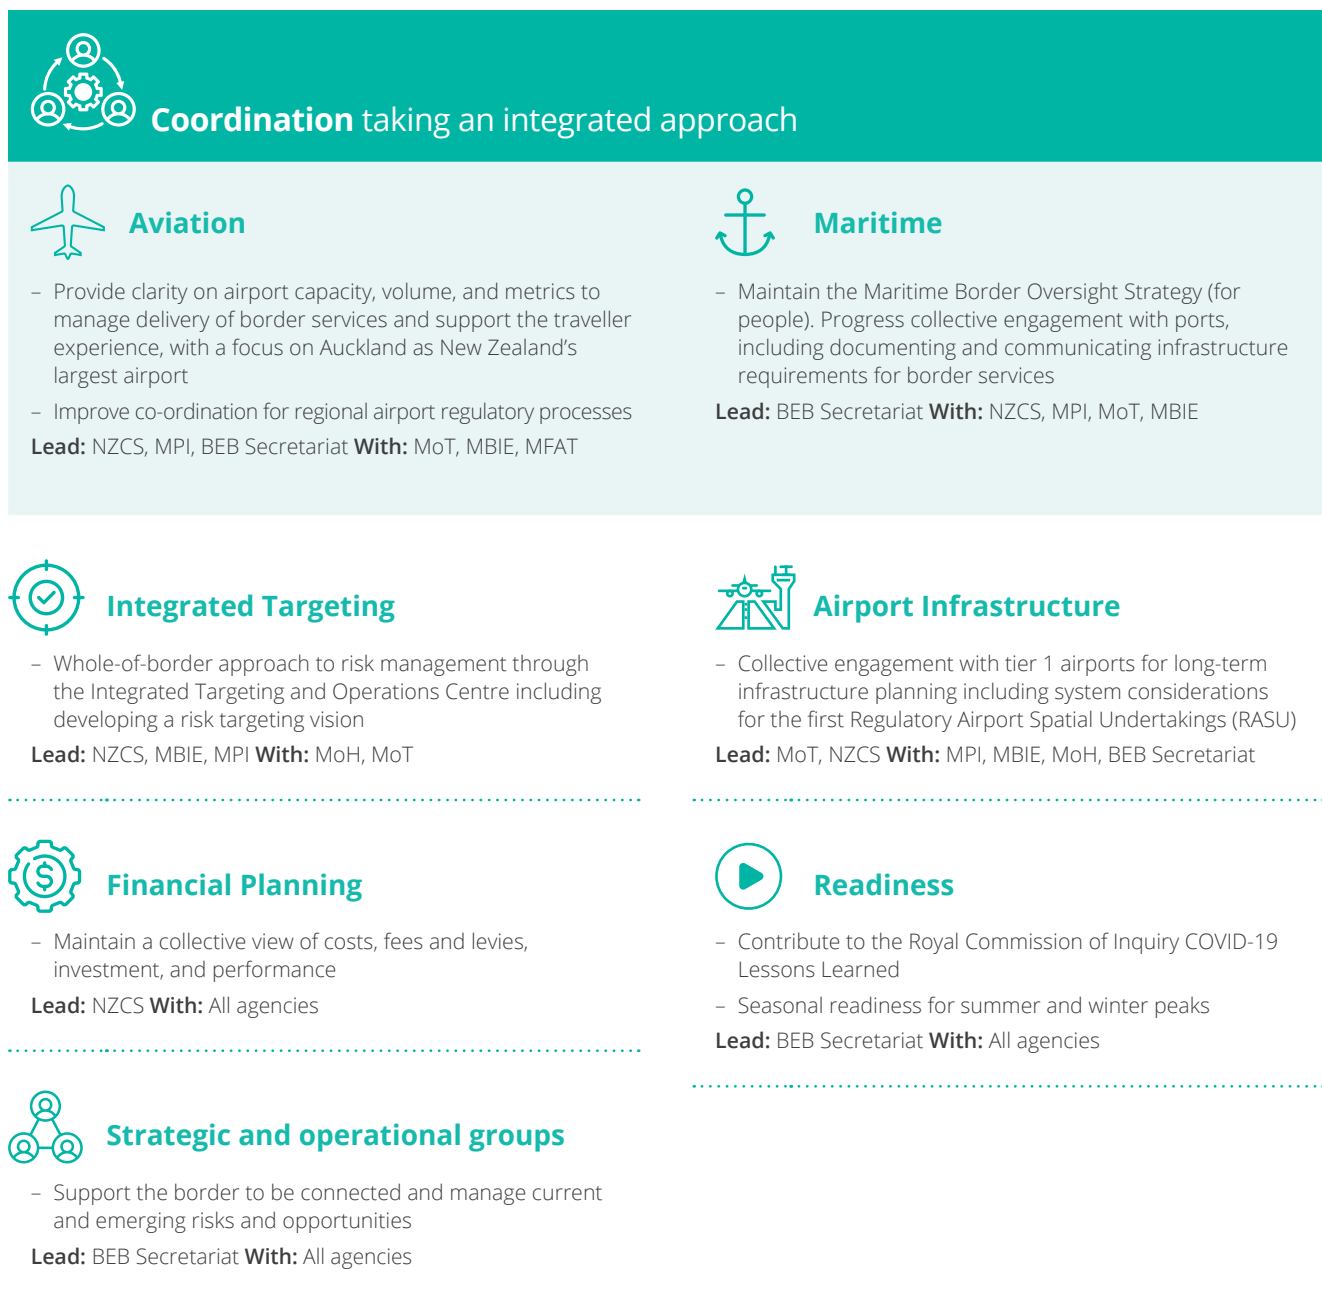 Coordination taking an integrated approach
Aviation
– Provide clarity on airport capacity, volume, and metrics to
manage delivery of border services and support the traveller
experience, with a focus on Auckland as New Zealand’s
largest airport
– Improve co-ordination for regional airport regulatory processes
Lead: NZCS, MPI, BEB Secretariat With: MoT, MBIE, MFAT
Maritime
– Maintain the Maritime Border Oversight Strategy (for
people). Progress collective engagement with ports,
including documenting and communicating infrastructure
requirements for border services
Lead: BEB Secretariat With: NZCS, MPI, MoT, MBIE
Integrated Targeting
– Whole-of-border approach to risk management through
the Integrated Targeting and Operations Centre including
developing a risk targeting vision
Lead: NZCS, MBIE, MPI With: MoH, MoT
Airport Infrastructure
– Collective engagement with tier 1 airports for long-term
infrastructure planning including system considerations
for the first Regulatory Airport Spatial Undertakings (RASU)
Lead: MoT, NZCS With: MPI, MBIE, MoH, BEB Secretariat
Financial Planning
– Maintain a collective view of costs, fees and levies,
investment, and performance
Lead: NZCS With: All agencies
Readiness
– Contribute to the Royal Commission of Inquiry COVID-19
Lessons Learned
– Seasonal readiness for summer and winter peaks
Lead: BEB Secretariat With: All agencies
Strategic and operational groups
– Support the border to be connected and manage current
and emerging risks and opportunities
Lead: BEB Secretariat With: All agencies